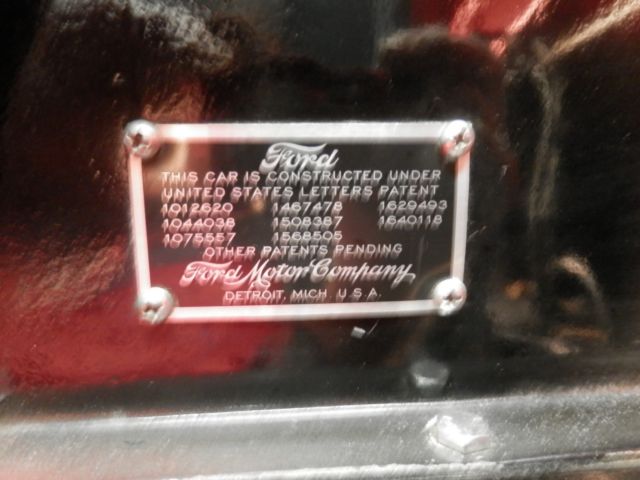 Ford
THIS CAR IS CONSTRUCTED UNDER
UNITED STATES LETTERS PATENT
1012620 1467478 1629493
1044038 1508387 1640118
1075557 1568505
OTHER PATENTS PENDING
Ford Motor Company
DETROIT, MICH U.S.A.